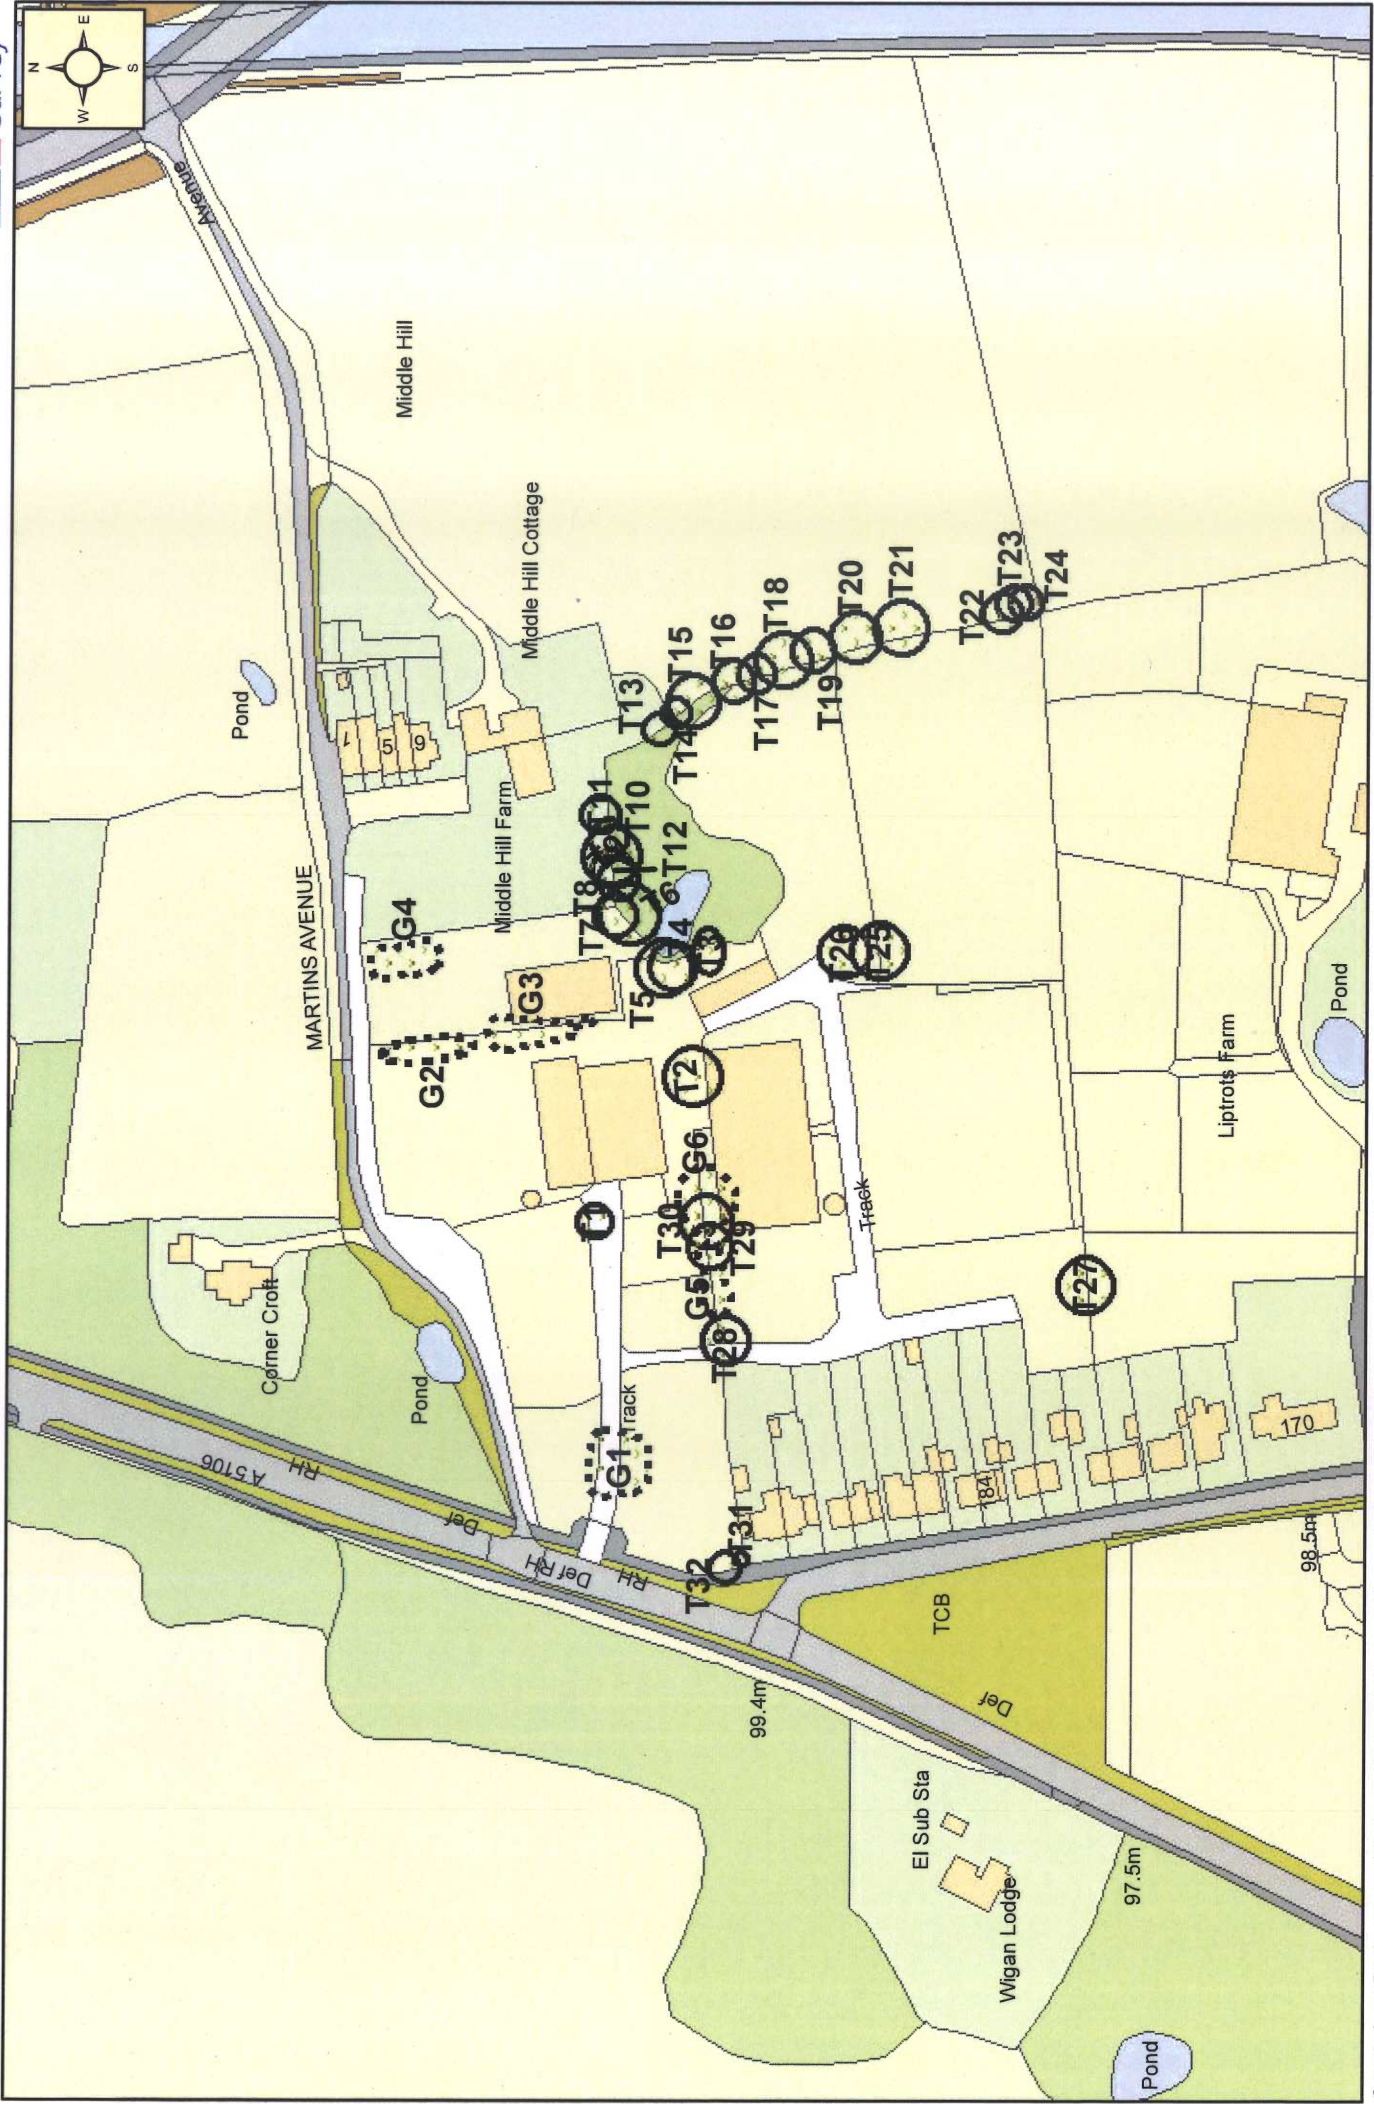 N
E
S
W
Avenue
Middle Hill
Middle Hill Cottage
Pond
1
5
9
Middle Hill Farm
MARTINS AVENUE
G4
G3
G2
T13
T15
T14
T16
T17
T18
T19
T20
T21
T22
T23
T24
T10
T12
T8
T7
T5
T3
T2
T26
T25
G6
T1
T30
T29
G5
T28
T27
Track
Track
Corner Croft
Pond
A 5106
RH
Def
Def RH
RH
G1
T31
T32
184
170
Liptrots Farm
Pond
98.5m
TCB
Def
99.4m
El Sub Sta
Wigan Lodge
97.5m
Pond